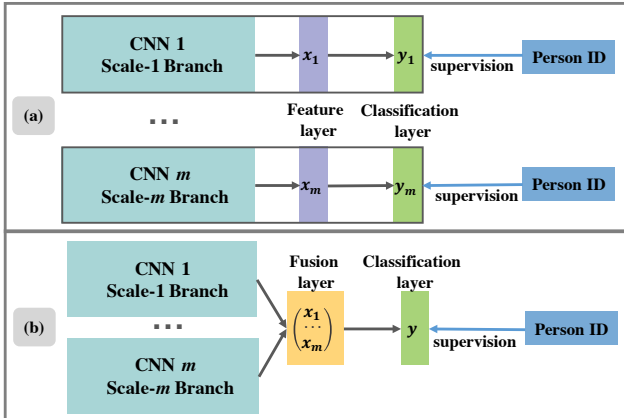 CNN 1
Scale-1 Branch
x₁
y₁
supervision
Person ID
(a)
...
Feature
layer
Classification
layer
CNN m
Scale-m Branch
xₘ
yₘ
supervision
Person ID
CNN 1
Scale-1 Branch
Fusion
layer
Classification
layer
(b)
...
x₁
...
xₘ
y
supervision
Person ID
CNN m
Scale-m Branch